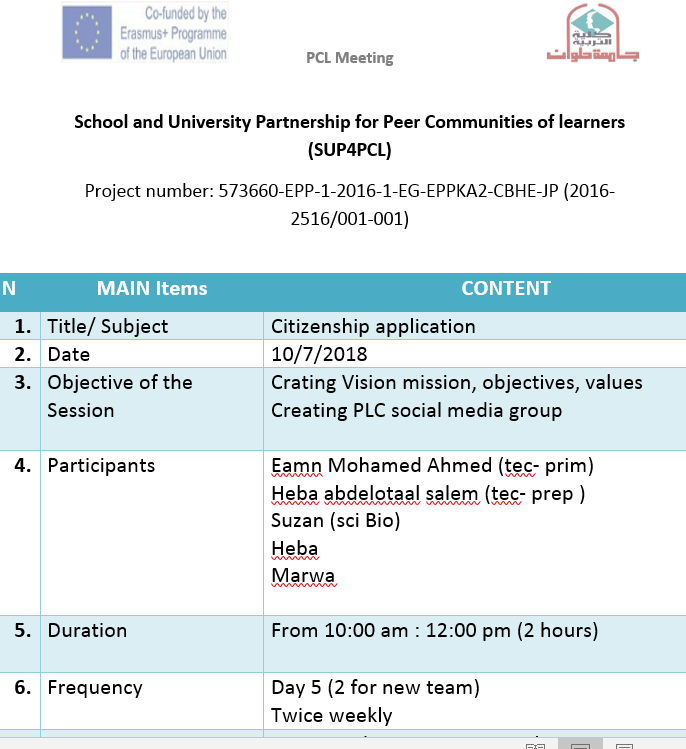 Co-funded by the
Erasmus+ Programme
of the European Union
كلية
التربية
جامعة حلوان
PCL Meeting
School and University Partnership for Peer Communities of learners
(SUP4PCL)
Project number: 573660-EPP-1-2016-1-EG-EPPKA2-CBHE-JP (2016-
2516/001-001)
N MAIN Items CONTENT
1. Title/ Subject Citizenship application
2. Date 10/7/2018
3. Objective of the Crating Vision mission, objectives, values
Session Creating PLC social media group
4. Participants Eamn Mohamed Ahmed (tec- prim)
Heba abdelotaal salem (tec- prep )
Suzan (sci Bio)
Heba
Marwa
5. Duration From 10:00 am : 12:00 pm (2 hours)
6. Frequency Day 5 (2 for new team)
Twice weekly